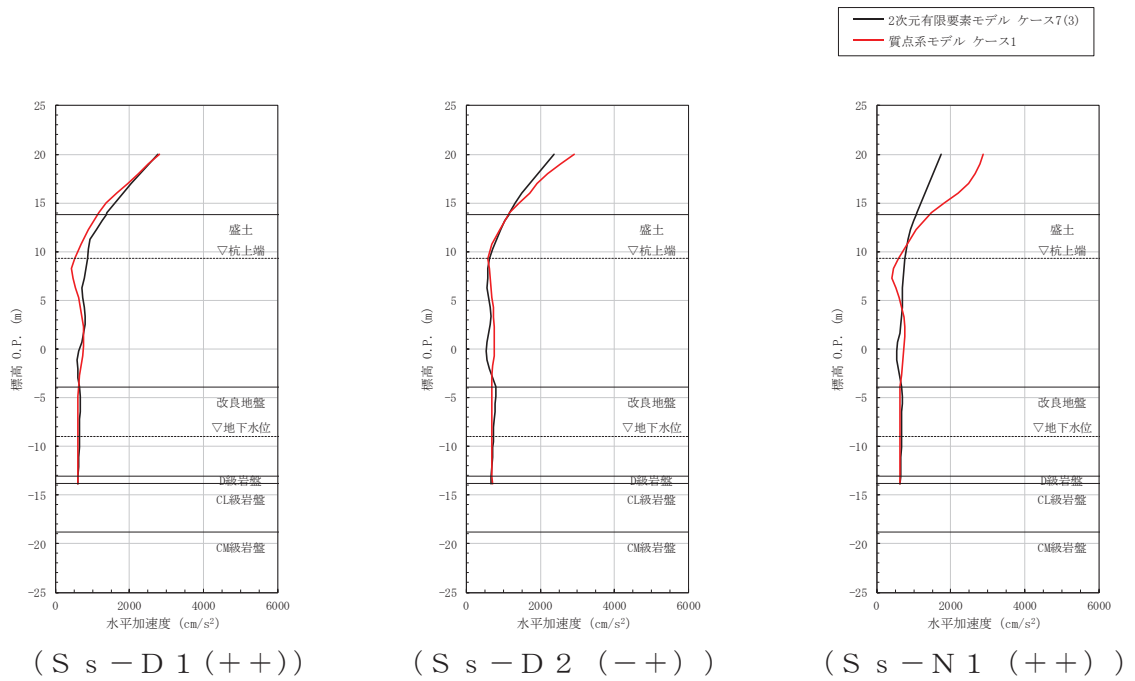 2次元有限要素モデル ケース7(3)
質点系モデル ケース1
25
20
15
10
5
0
-5
-10
-15
-20
-25
標高 O.P. (m)
盛土
▽杭上端
改良地盤
▽地下水位
D級岩盤
CL級岩盤
CM級岩盤
0 2000 4000 6000
水平加速度 (cm/s²)
(Ss-D1(++))
25
20
15
10
5
0
-5
-10
-15
-20
-25
標高 O.P. (m)
盛土
▽杭上端
改良地盤
▽地下水位
D級岩盤
CL級岩盤
CM級岩盤
0 2000 4000 6000
水平加速度 (cm/s²)
(Ss-D2 (-+) )
25
20
15
10
5
0
-5
-10
-15
-20
-25
標高 O.P. (m)
盛土
▽杭上端
改良地盤
▽地下水位
D級岩盤
CL級岩盤
CM級岩盤
0 2000 4000 6000
水平加速度 (cm/s²)
(Ss-N1 (++) )